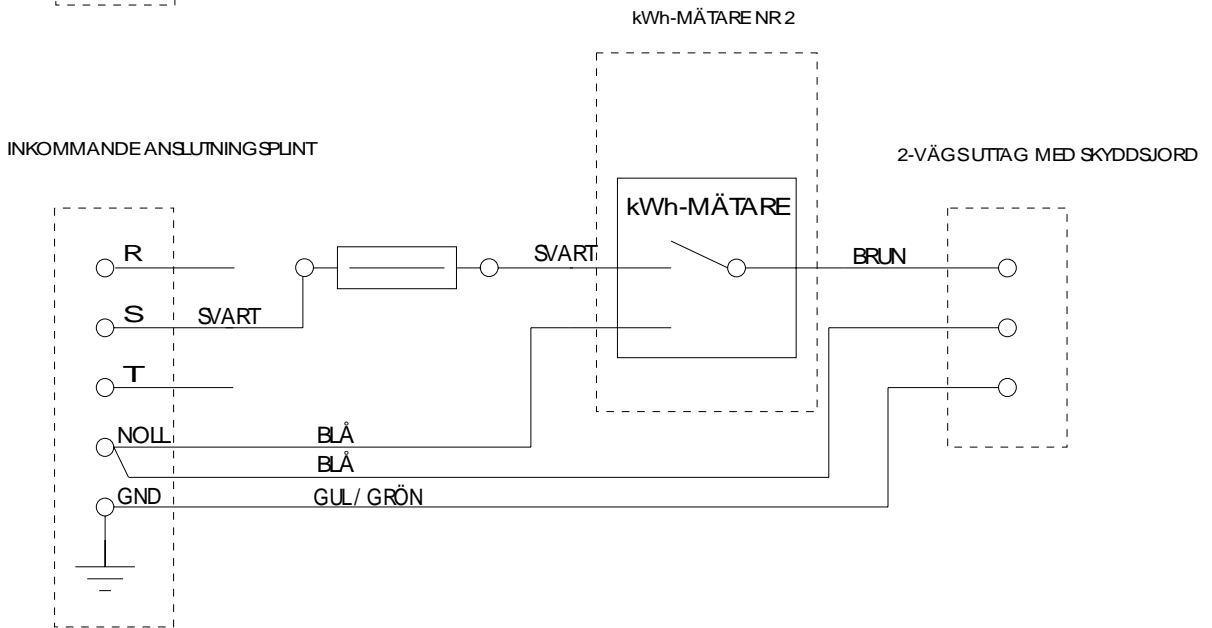 kWh-MÄTARE NR 2
INKOMMANDE ANSLUTNINGSPLINT
2-VÄGSUTTAG MED SKYDDSJORD
kWh-MÄTARE
R
SVART
BRUN
S
SVART
T
NOLL
BLÅ
BLÅ
GND
GUL / GRÖN